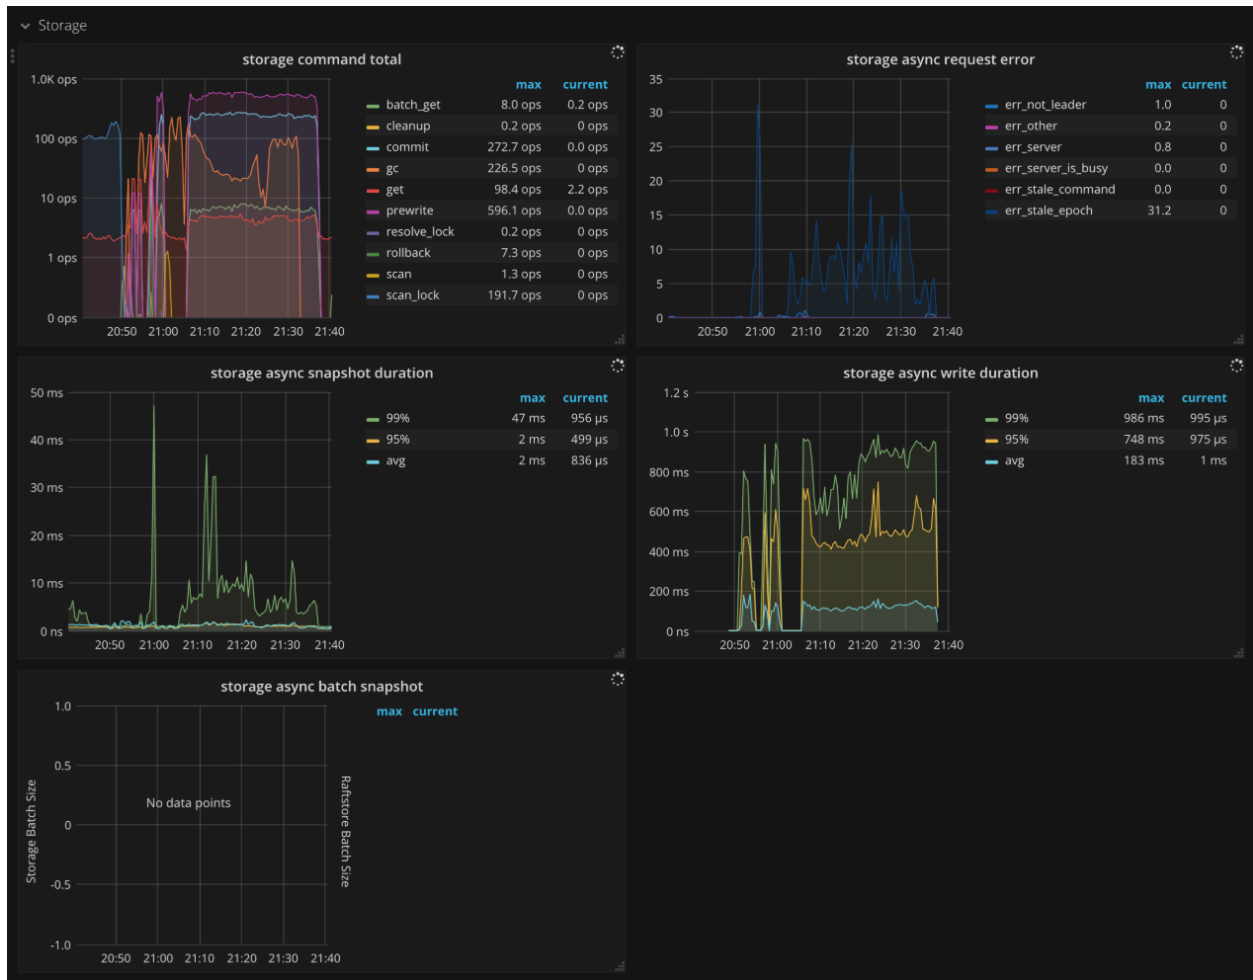 Storage
storage command total
1.0K ops
100 ops
10 ops
1 ops
0 ops
20:50 21:00 21:10 21:20 21:30 21:40
max current
batch_get 8.0 ops 0.2 ops
cleanup 0.2 ops 0 ops
commit 272.7 ops 0.0 ops
gc 226.5 ops 0 ops
get 98.4 ops 2.2 ops
prewrite 596.1 ops 0.0 ops
resolve_lock 0.2 ops 0 ops
rollback 7.3 ops 0 ops
scan 1.3 ops 0 ops
scan_lock 191.7 ops 0 ops
storage async request error
35
30
25
20
15
10
5
0
20:50 21:00 21:10 21:20 21:30 21:40
max current
err_not_leader 1.0 0
err_other 0.2 0
err_server 0.8 0
err_server_is_busy 0.0 0
err_stale_command 0.0 0
err_stale_epoch 31.2 0
storage async snapshot duration
50 ms
40 ms
30 ms
20 ms
10 ms
0 ns
20:50 21:00 21:10 21:20 21:30 21:40
max current
99% 47 ms 956 µs
95% 2 ms 499 µs
avg 2 ms 836 µs
storage async write duration
1.2 s
1.0 s
800 ms
600 ms
400 ms
200 ms
0 ns
20:50 21:00 21:10 21:20 21:30 21:40
max current
99% 986 ms 995 µs
95% 748 ms 975 µs
avg 183 ms 1 ms
storage async batch snapshot
Storage Batch Size
1.0
0.5
0
-0.5
-1.0
No data points
20:50 21:00 21:10 21:20 21:30 21:40
Raftstore Batch Size
max current